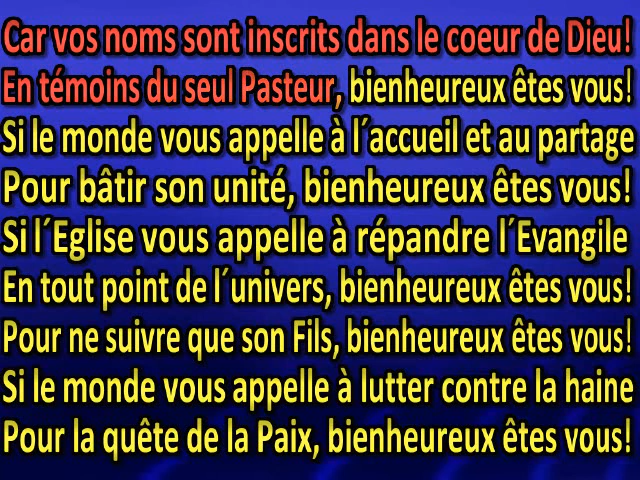 Car vos noms sont inscrits dans le coeur de Dieu!
En témoins du seul Pasteur, bienheureux êtes vous!
Si le monde vous appelle à l´accueil et au partage
Pour bâtir son unité, bienheureux êtes vous!
Si l´Eglise vous appelle à répandre l´Evangile
En tout point de l´univers, bienheureux êtes vous!
Pour ne suivre que son Fils, bienheureux êtes vous!
Si le monde vous appelle à lutter contre la haine
Pour la quête de la Paix, bienheureux êtes vous!